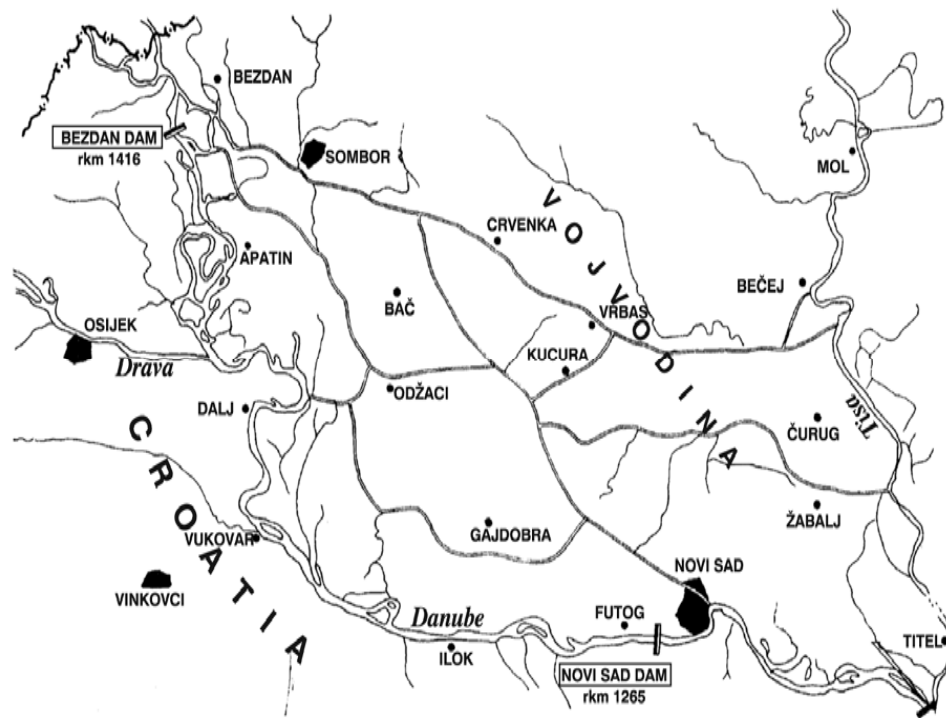 BEZDAN
BEZDAN DAM
rkm 1416
SOMBOR
MOL
CRVENKA
VOJVODINA
APATIN
BAČ
BEČEJ
VRBAS
OSIJEK
KUCURA
Drava
ODŽACI
DALJ
Tisa
ČURUG
CROATIA
GAJDOBRA
ŽABALJ
VUKOVAR
NOVI SAD
VINKOVCI
Danube
FUTOG
TITEL
ILOK
NOVI SAD DAM
rkm 1265